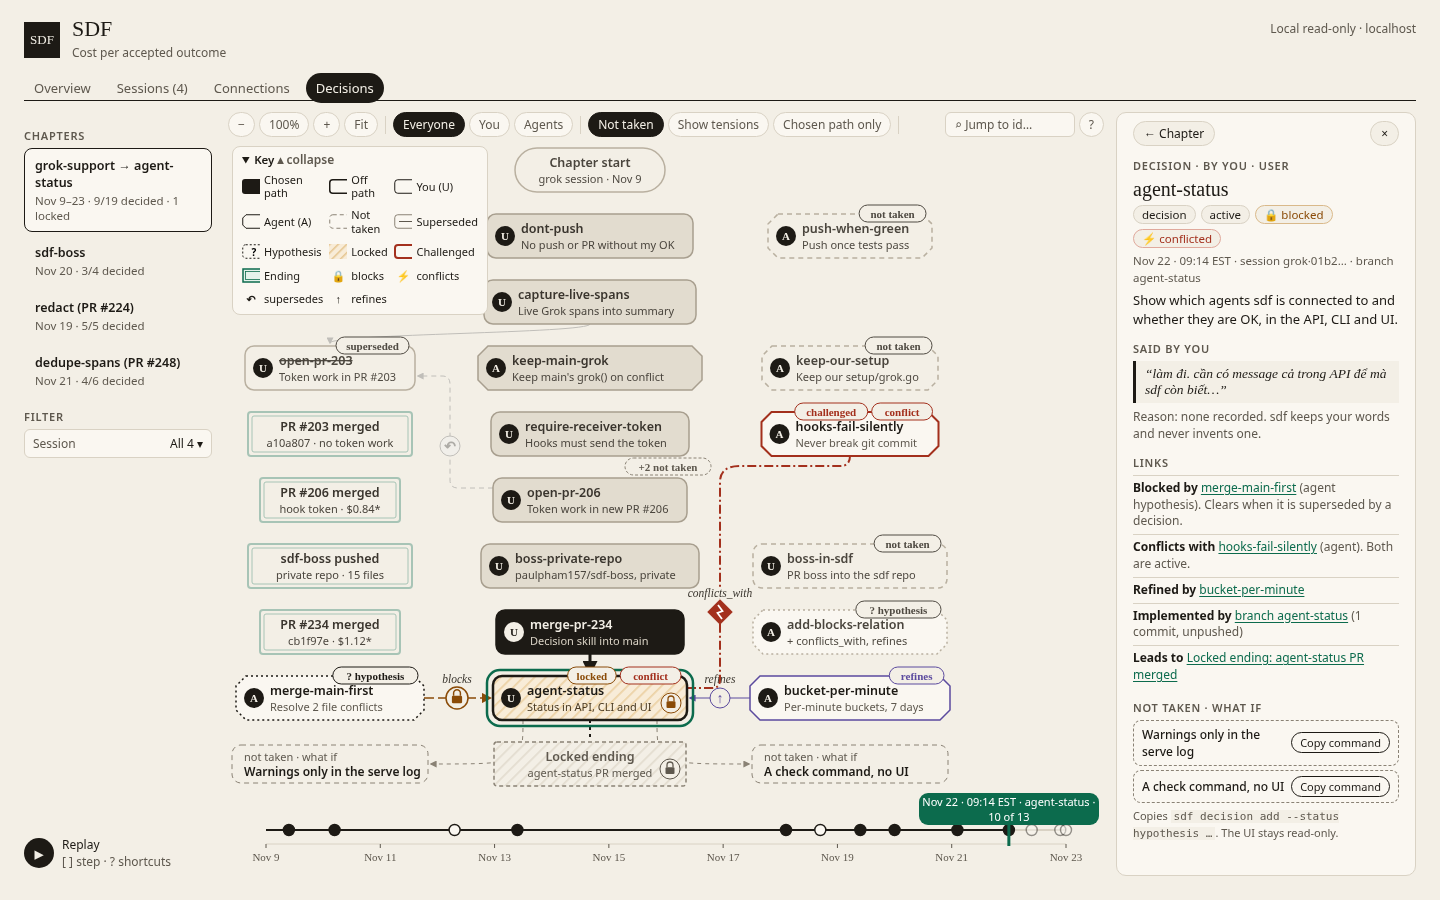 SDF
SDF
Cost per accepted outcome
Local read-only · localhost
Overview
Sessions (4)
Connections
Decisions
CHAPTERS
grok-support → agent-
status
Nov 9–23 · 9/19 decided · 1
locked
sdf-boss
Nov 20 · 3/4 decided
redact (PR #224)
Nov 19 · 5/5 decided
dedupe-spans (PR #248)
Nov 21 · 4/6 decided
FILTER
Session
All 4 ▾
− 100% + Fit
Everyone You Agents
Not taken Show tensions Chosen path only
⌕ Jump to id... ?
▼ Key ▴ collapse
Chosen
path
Off
path
You (U)
Agent (A)
Not
taken
Superseded
? Hypothesis
Locked
Challenged
Ending
🔒 blocks
⚡ conflicts
↶ supersedes
↑ refines
Chapter start
grok session · Nov 9
U dont-push
No push or PR without my OK
not taken
A push-when-green
Push once tests pass
U capture-live-spans
Live Grok spans into summary
superseded
U open-pr-203
Token work in PR #203
A keep-main-grok
Keep main's grok() on conflict
not taken
A keep-our-setup
Keep our setup/grok.go
PR #203 merged
a10a807 · no token work
↶
U require-receiver-token
Hooks must send the token
challenged conflict
A hooks-fail-silently
Never break git commit
+2 not taken
PR #206 merged
hook token · $0.84*
U open-pr-206
Token work in new PR #206
sdf-boss pushed
private repo · 15 files
U boss-private-repo
paulpham157/sdf-boss, private
not taken
U boss-in-sdf
PR boss into the sdf repo
conflicts_with
PR #234 merged
cb1f97e · $1.12*
U merge-pr-234
Decision skill into main
? hypothesis
A add-blocks-relation
+ conflicts_with, refines
? hypothesis
A merge-main-first
Resolve 2 file conflicts
blocks
locked conflict
U agent-status
Status in API, CLI and UI
refines
↑
refines
A bucket-per-minute
Per-minute buckets, 7 days
not taken · what if
Warnings only in the serve log
Locked ending
agent-status PR merged
not taken · what if
A check command, no UI
Nov 22 · 09:14 EST · agent-status ·
10 of 13
▶ Replay
[ ] step · ? shortcuts
Nov 9 Nov 11 Nov 13 Nov 15 Nov 17 Nov 19 Nov 21 Nov 23
← Chapter ×
DECISION · BY YOU · USER
agent-status
decision active 🔒 blocked
⚡ conflicted
Nov 22 · 09:14 EST · session grok-01b2… · branch
agent-status
Show which agents sdf is connected to and
whether they are OK, in the API, CLI and UI.
SAID BY YOU
“làm đi. cần có message cả trong API để mà
sdf còn biết…”
Reason: none recorded. sdf keeps your words
and never invents one.
LINKS
Blocked by merge-main-first (agent
hypothesis). Clears when it is superseded by a
decision.
Conflicts with hooks-fail-silently (agent). Both
are active.
Refined by bucket-per-minute
Implemented by branch agent-status (1
commit, unpushed)
Leads to Locked ending: agent-status PR
merged
NOT TAKEN · WHAT IF
Warnings only in the
serve log
Copy command
A check command, no UI
Copy command
Copies sdf decision add --status
hypothesis …. The UI stays read-only.